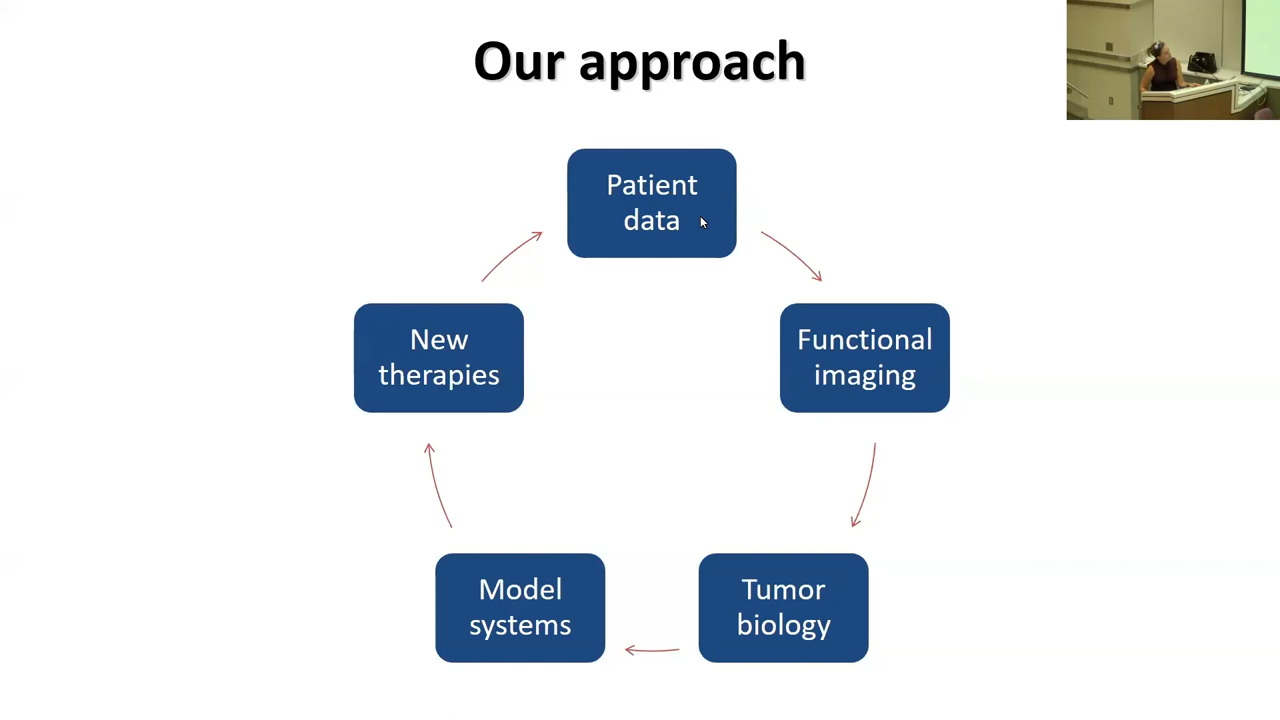 Our approach
Patient
data
New
therapies
Functional
imaging
Model
systems
Tumor
biology